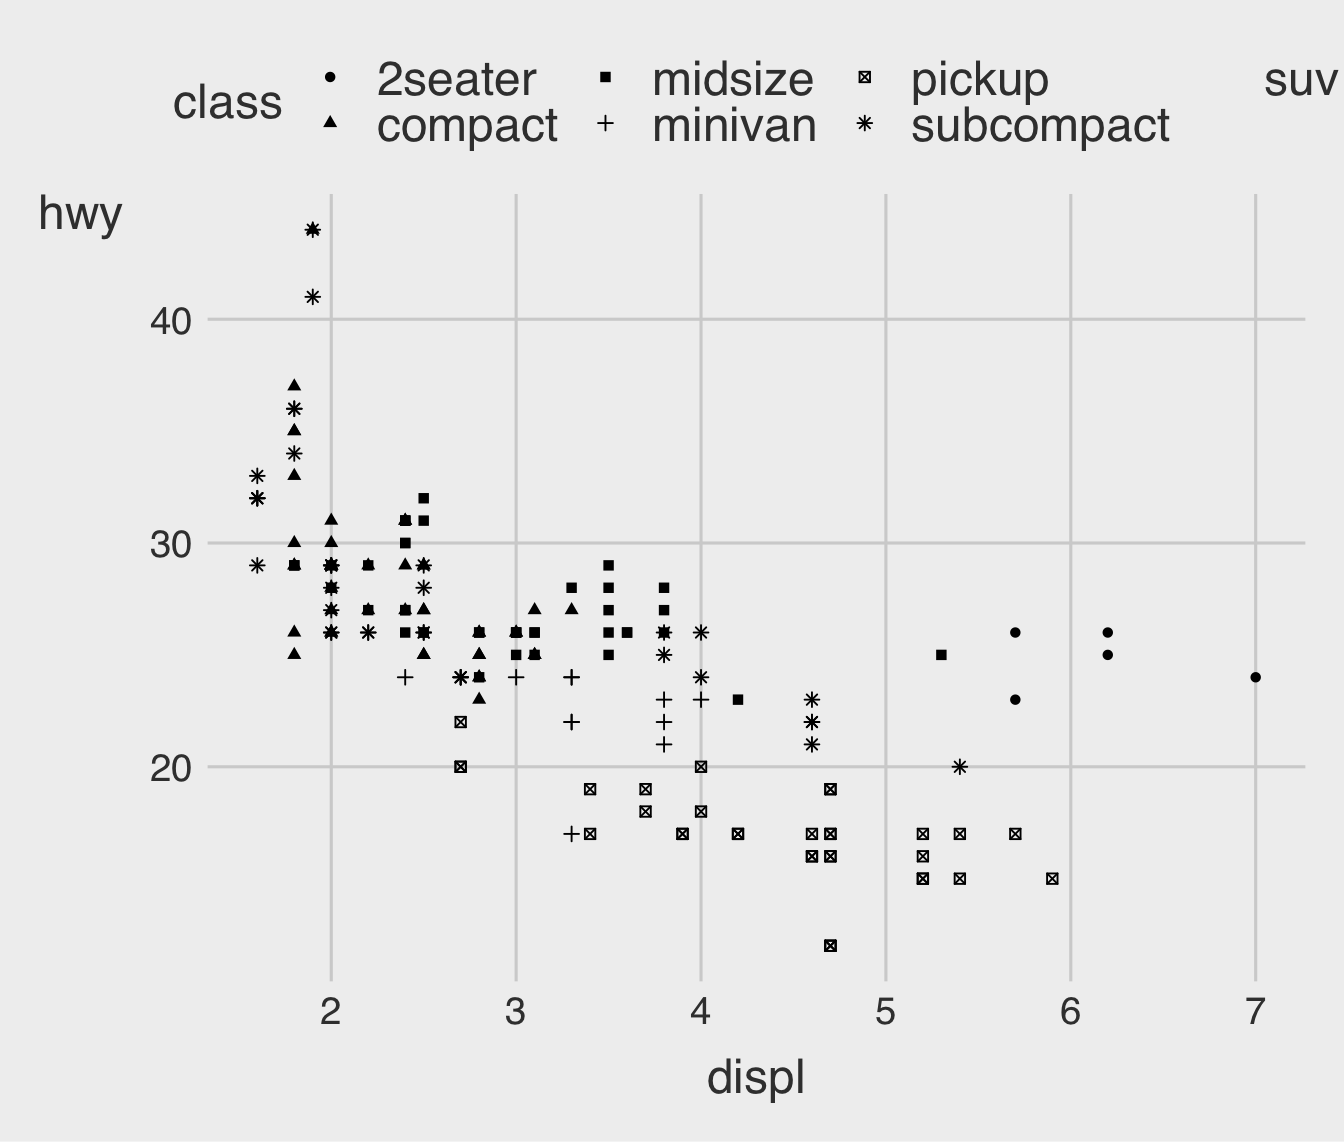 class 2seater midsize pickup suv
compact minivan subcompact
hwy
40
30
20
2 3 4 5 6 7
displ